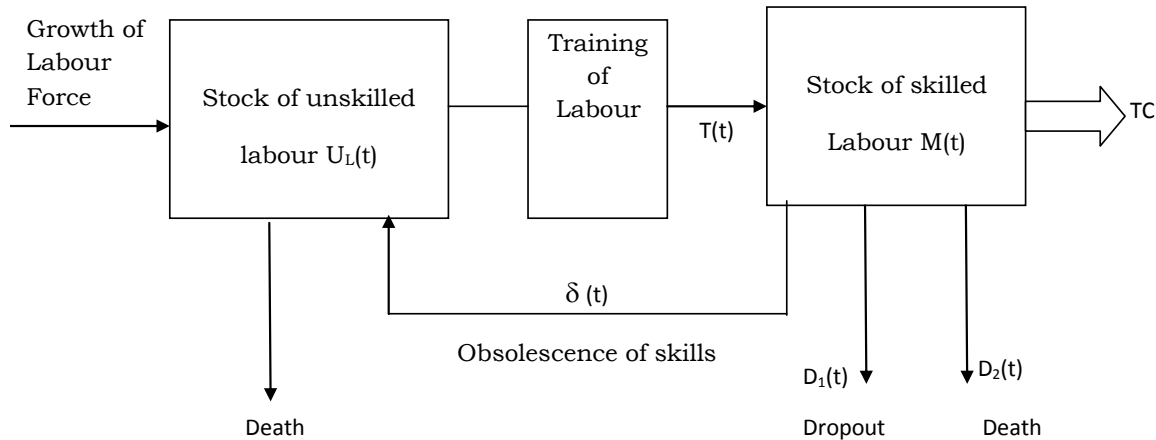 Growth of
Labour
Force
Stock of unskilled
labour U_L(t)
Training
of
Labour
T(t)
Stock of skilled
Labour M(t)
TC
δ (t)
Obsolescence of skills
D₁(t)
D₂(t)
Death
Dropout
Death